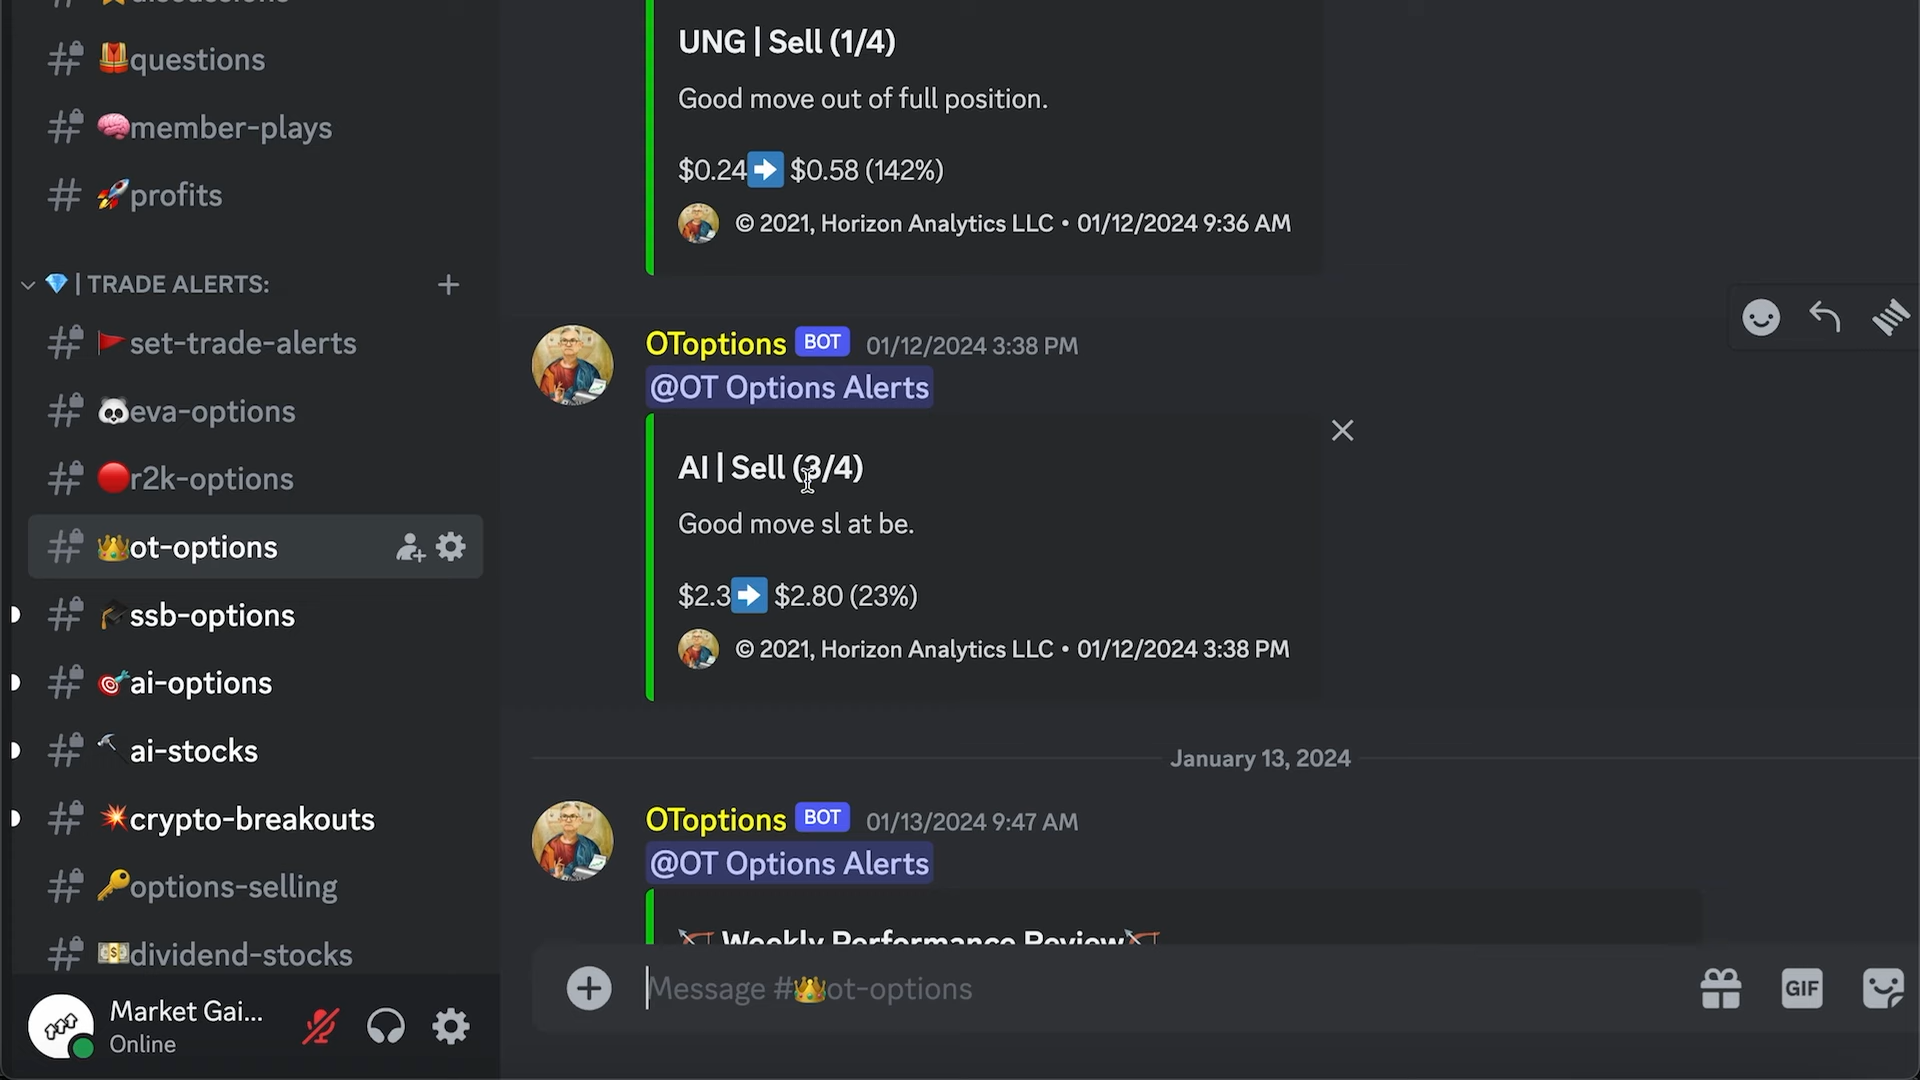 questions
member-plays
profits
| TRADE ALERTS:
set-trade-alerts
eva-options
r2k-options
ot-options
ssb-options
ai-options
ai-stocks
crypto-breakouts
options-selling
dividend-stocks
Market Gai...
Online
UNG | Sell (1/4)
Good move out of full position.
$0.24➡ $0.58 (142%)
© 2021, Horizon Analytics LLC • 01/12/2024 9:36 AM
OToptions BOT 01/12/2024 3:38 PM
@OT Options Alerts
AI | Sell (3/4)
Good move sl at be.
$2.3➡ $2.80 (23%)
© 2021, Horizon Analytics LLC • 01/12/2024 3:38 PM
January 13, 2024
OToptions BOT 01/13/2024 9:47 AM
@OT Options Alerts
Weekly Performance Review
Message #👑ot-options
GIF